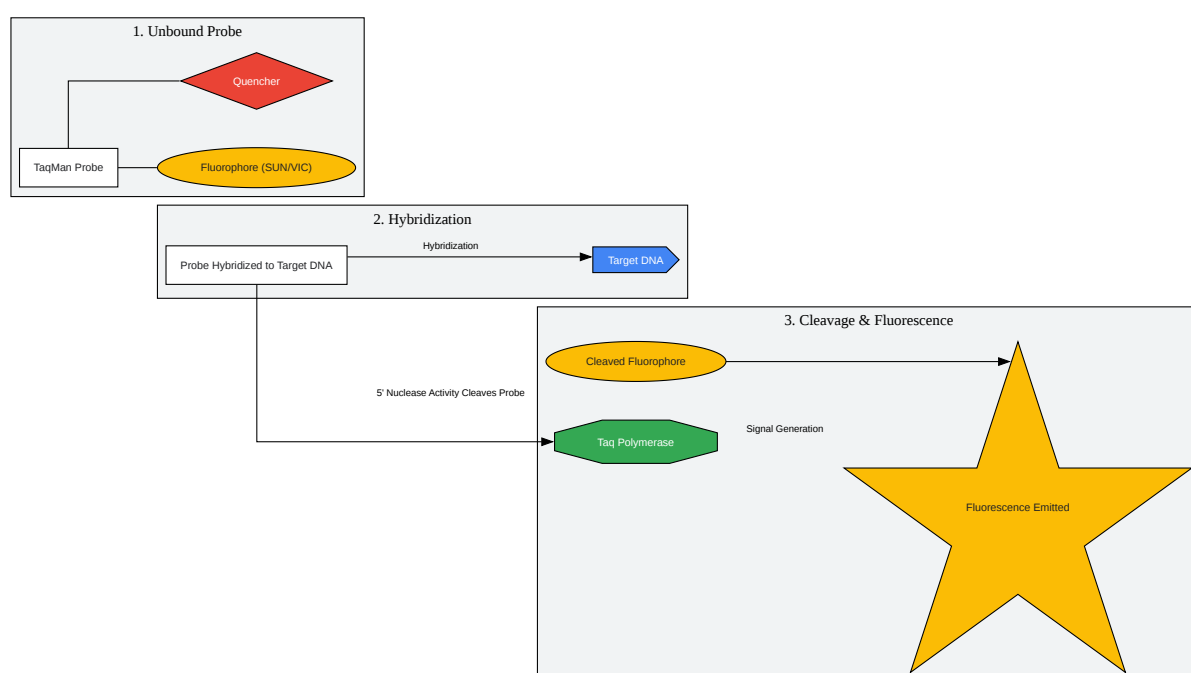 1. Unbound Probe
Quencher
TaqMan Probe
Fluorophore (SUN/VIC)
2. Hybridization
Hybridization
Probe Hybridized to Target DNA
Target DNA
3. Cleavage & Fluorescence
Cleaved Fluorophore
5' Nuclease Activity Cleaves Probe
Taq Polymerase
Signal Generation
Fluorescence Emitted